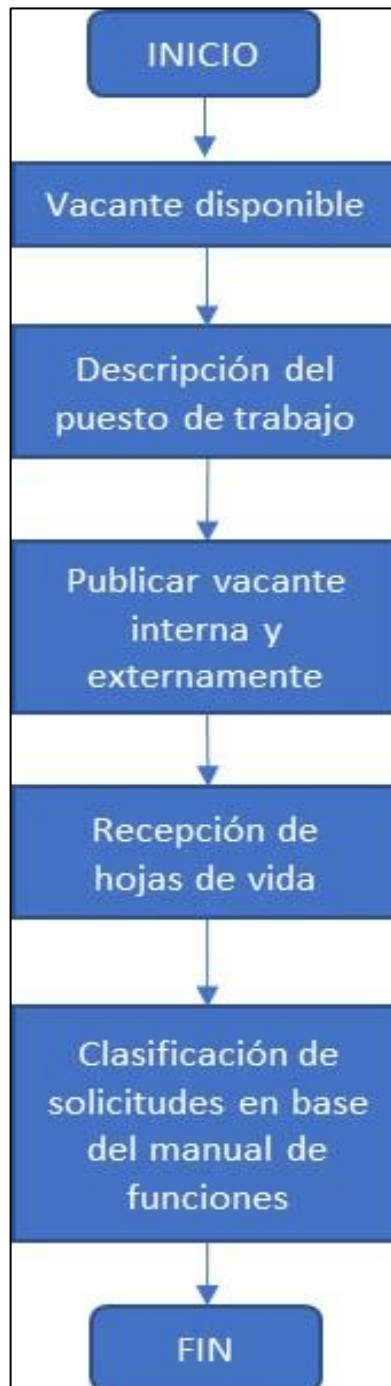 INICIO
Vacante disponible
Descripción del
puesto de trabajo
Publicar vacante
interna y
externamente
Recepción de
hojas de vida
Clasificación de
solicitudes en base
del manual de
funciones
FIN